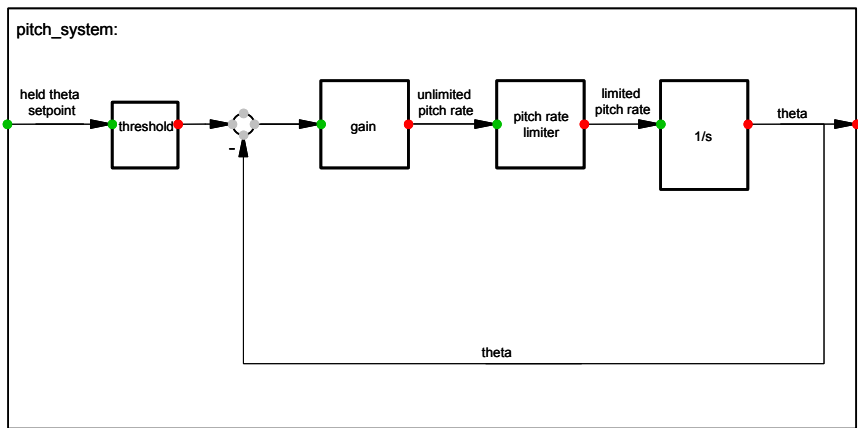 pitch_system:
held theta
setpoint
threshold
-
gain
unlimited
pitch rate
pitch rate
limiter
limited
pitch rate
1/s
theta
theta